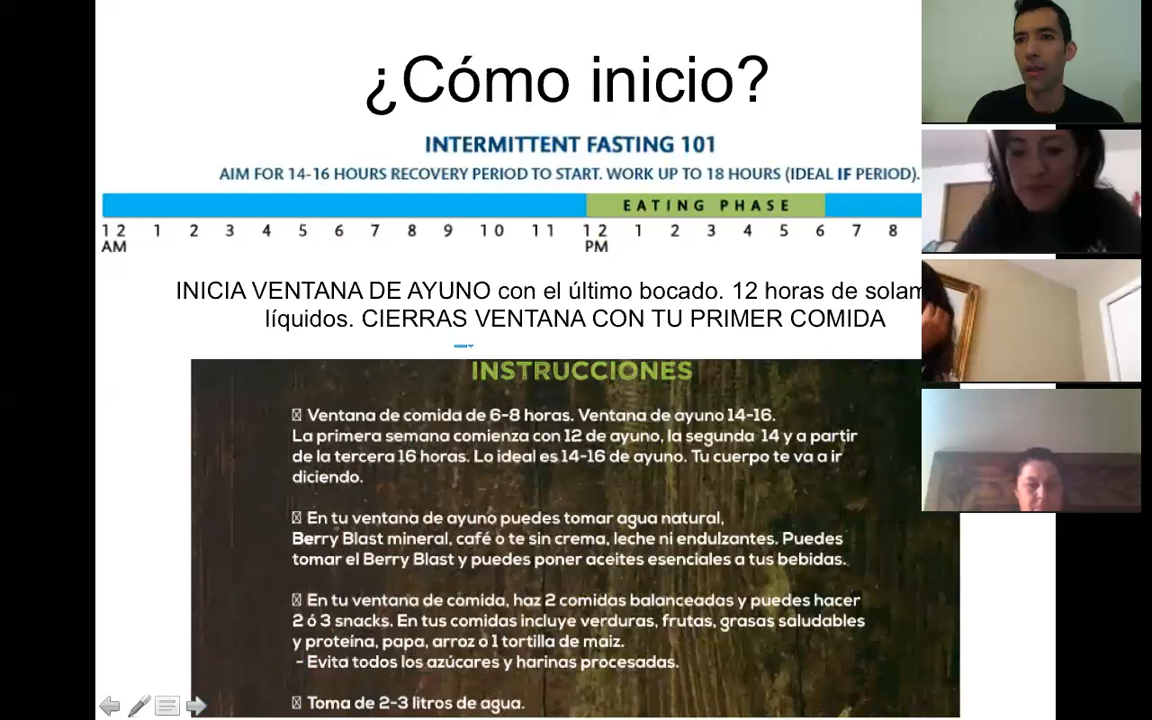 ¿Cómo inicio?
INTERMITTENT FASTING 101
AIM FOR 14-16 HOURS RECOVERY PERIOD TO START. WORK UP TO 18 HOURS (IDEAL IF PERIOD).
EATING PHASE
12 1 2 3 4 5 6 7 8 9 10 11 12 1 2 3 4 5 6 7 8
AM PM
INICIA VENTANA DE AYUNO con el último bocado. 12 horas de
líquidos. CIERRAS VENTANA CON TU PRIMER COMIDA
INSTRUCCIONES
Ventana de comida de 6-8 horas. Ventana de ayuno 14-16.
La primera semana comienza con 12 de ayuno, la segunda 14 y a partir
de la tercera 16 horas. Lo ideal es 14-16 de ayuno. Tu cuerpo te va a ir
diciendo.
En tu ventana de ayuno puedes tomar agua natural,
Berry Blast mineral, café o te sin crema, leche ni endulzantes. Puedes
tomar el Berry Blast y puedes poner aceites esenciales a tus bebidas.
En tu ventana de comida, haz 2 comidas balanceadas y puedes hacer
2 ó 3 snacks. En tus comidas incluye verduras, frutas, grasas saludables
y proteína, papa, arroz o 1 tortilla de maiz.
- Evita todos los azúcares y harinas procesadas.
Toma de 2-3 litros de agua.